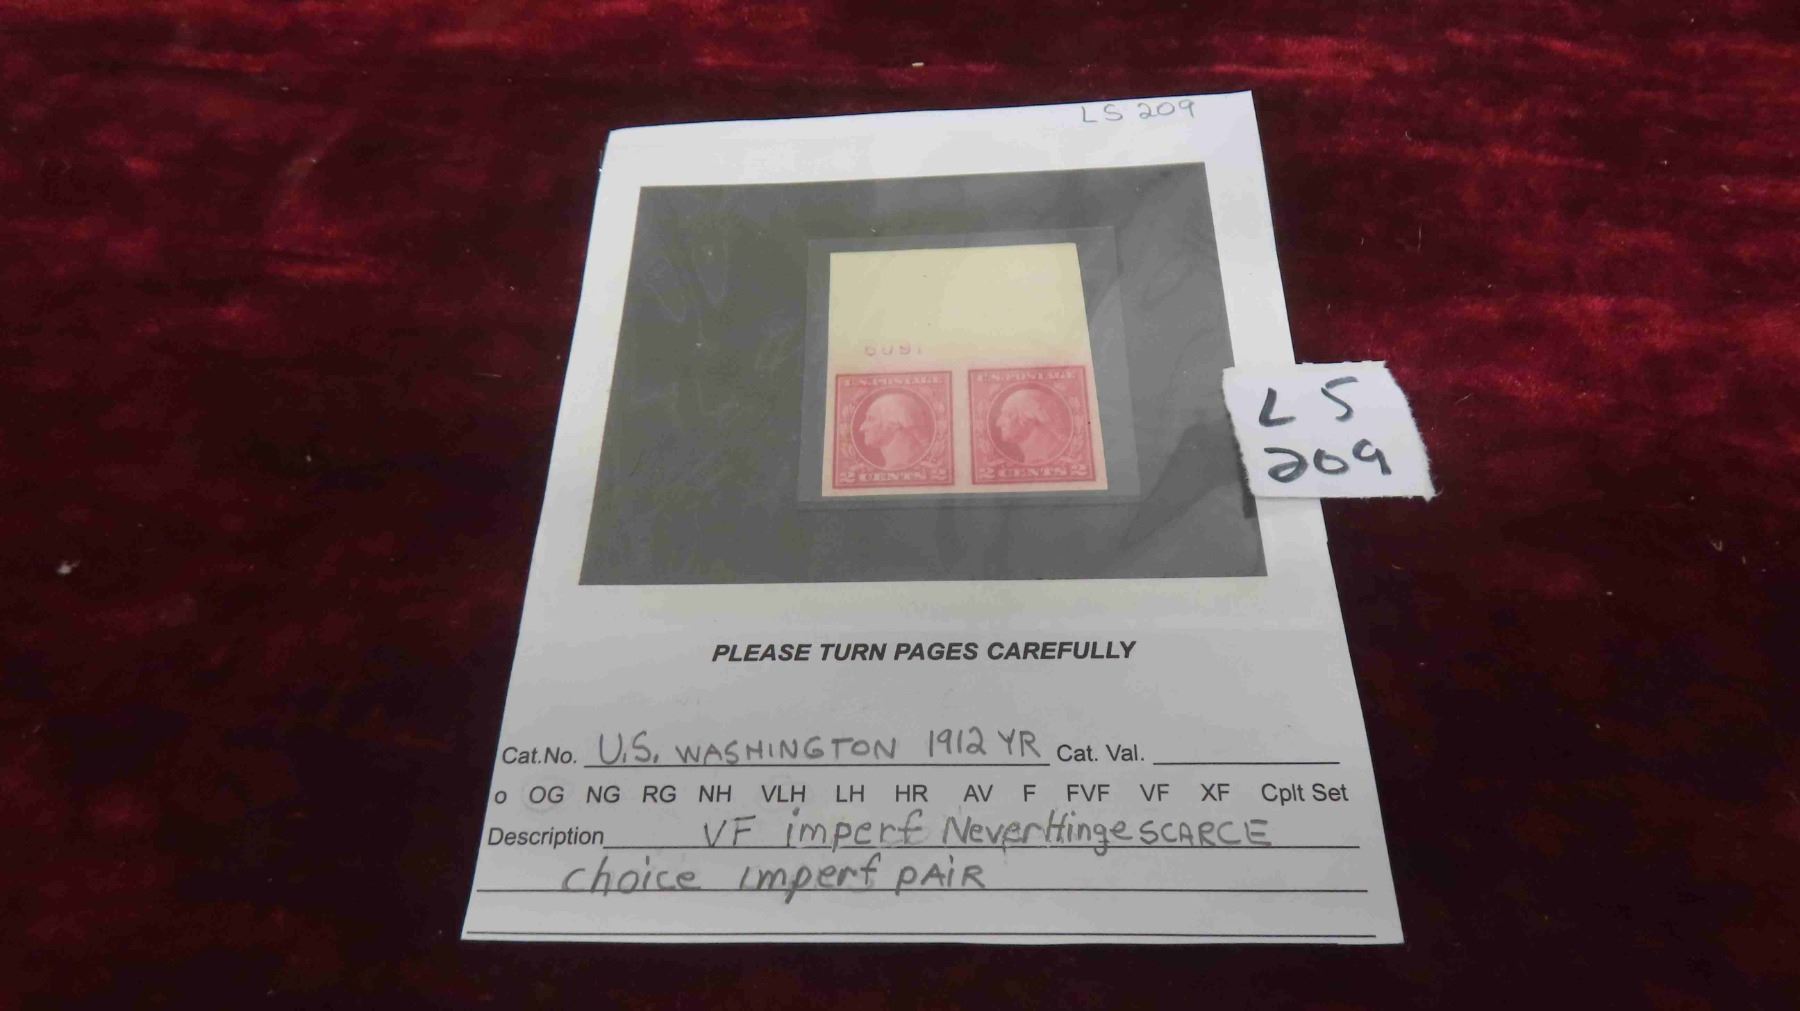 LS 209
6091
U.S. POSTAGE U.S. POSTAGE
2 CENTS 2 2 CENTS 2
LS
209
PLEASE TURN PAGES CAREFULLY
Cat.No. U.S. WASHINGTON 1912 YR Cat. Val.
o OG NG RG NH VLH LH HR AV F FVF VF XF Cplt Set
Description VF imperf NeverHinge SCARCE
choice imperf PAIR